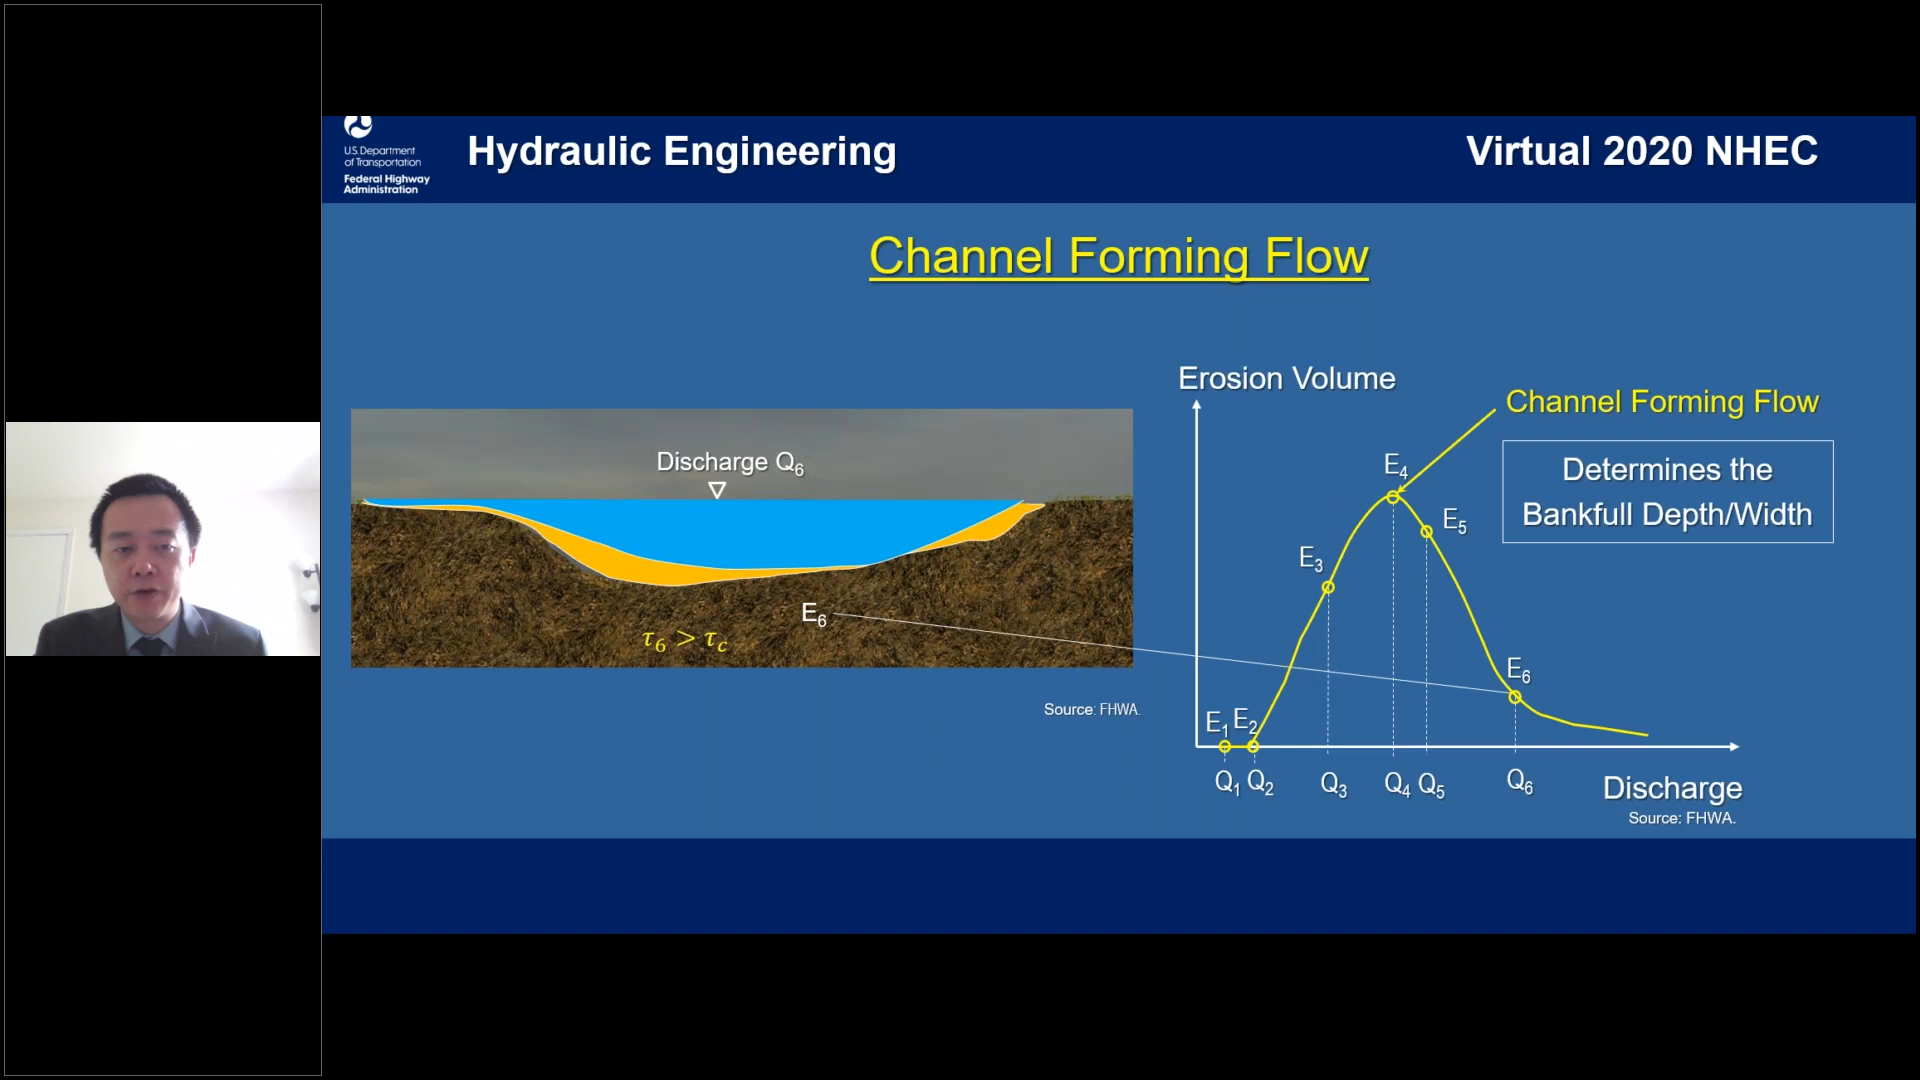 U.S. Department
of Transportation
Federal Highway
Administration
Hydraulic Engineering
Virtual 2020 NHEC
Channel Forming Flow
Discharge Q6
E6
τ6 > τc
Source: FHWA.
Erosion Volume
Channel Forming Flow
Determines the
Bankfull Depth/Width
E4
E5
E3
E6
E1 E2
Q1 Q2 Q3 Q4 Q5 Q6
Discharge
Source: FHWA.